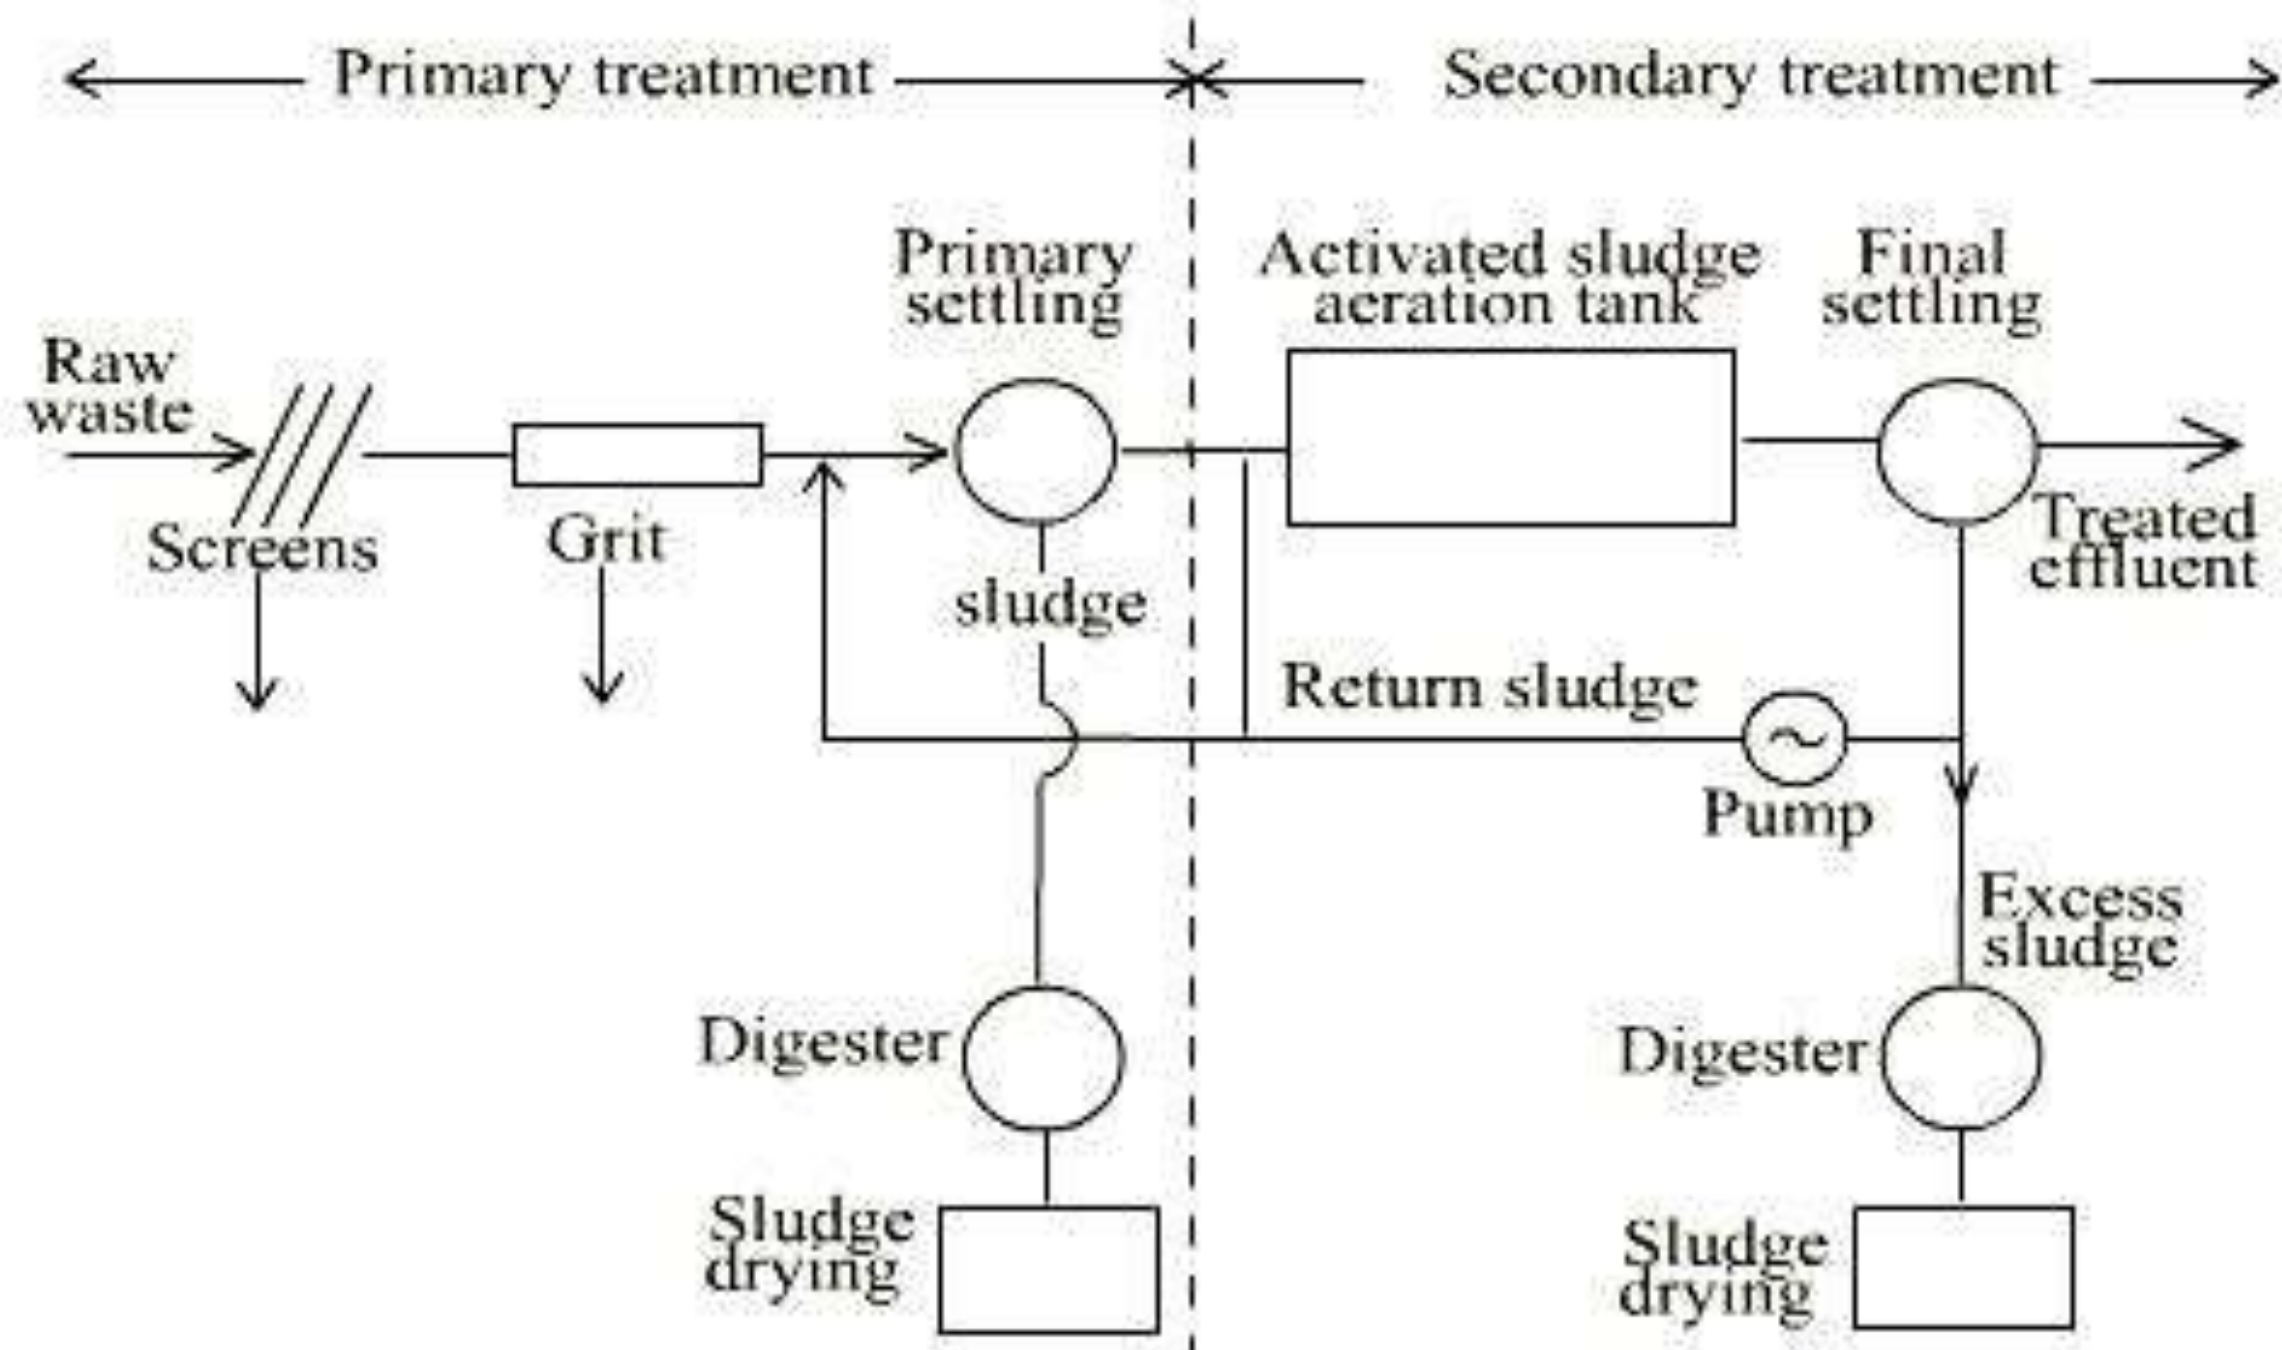 Primary treatment
Secondary treatment
Raw
waste
Screens
Grit
Primary
settling
sludge
Activated sludge
aeration tank
Final
settling
Treated
effluent
Return sludge
Pump
Excess
sludge
Digester
Digester
Sludge
drying
Sludge
drying